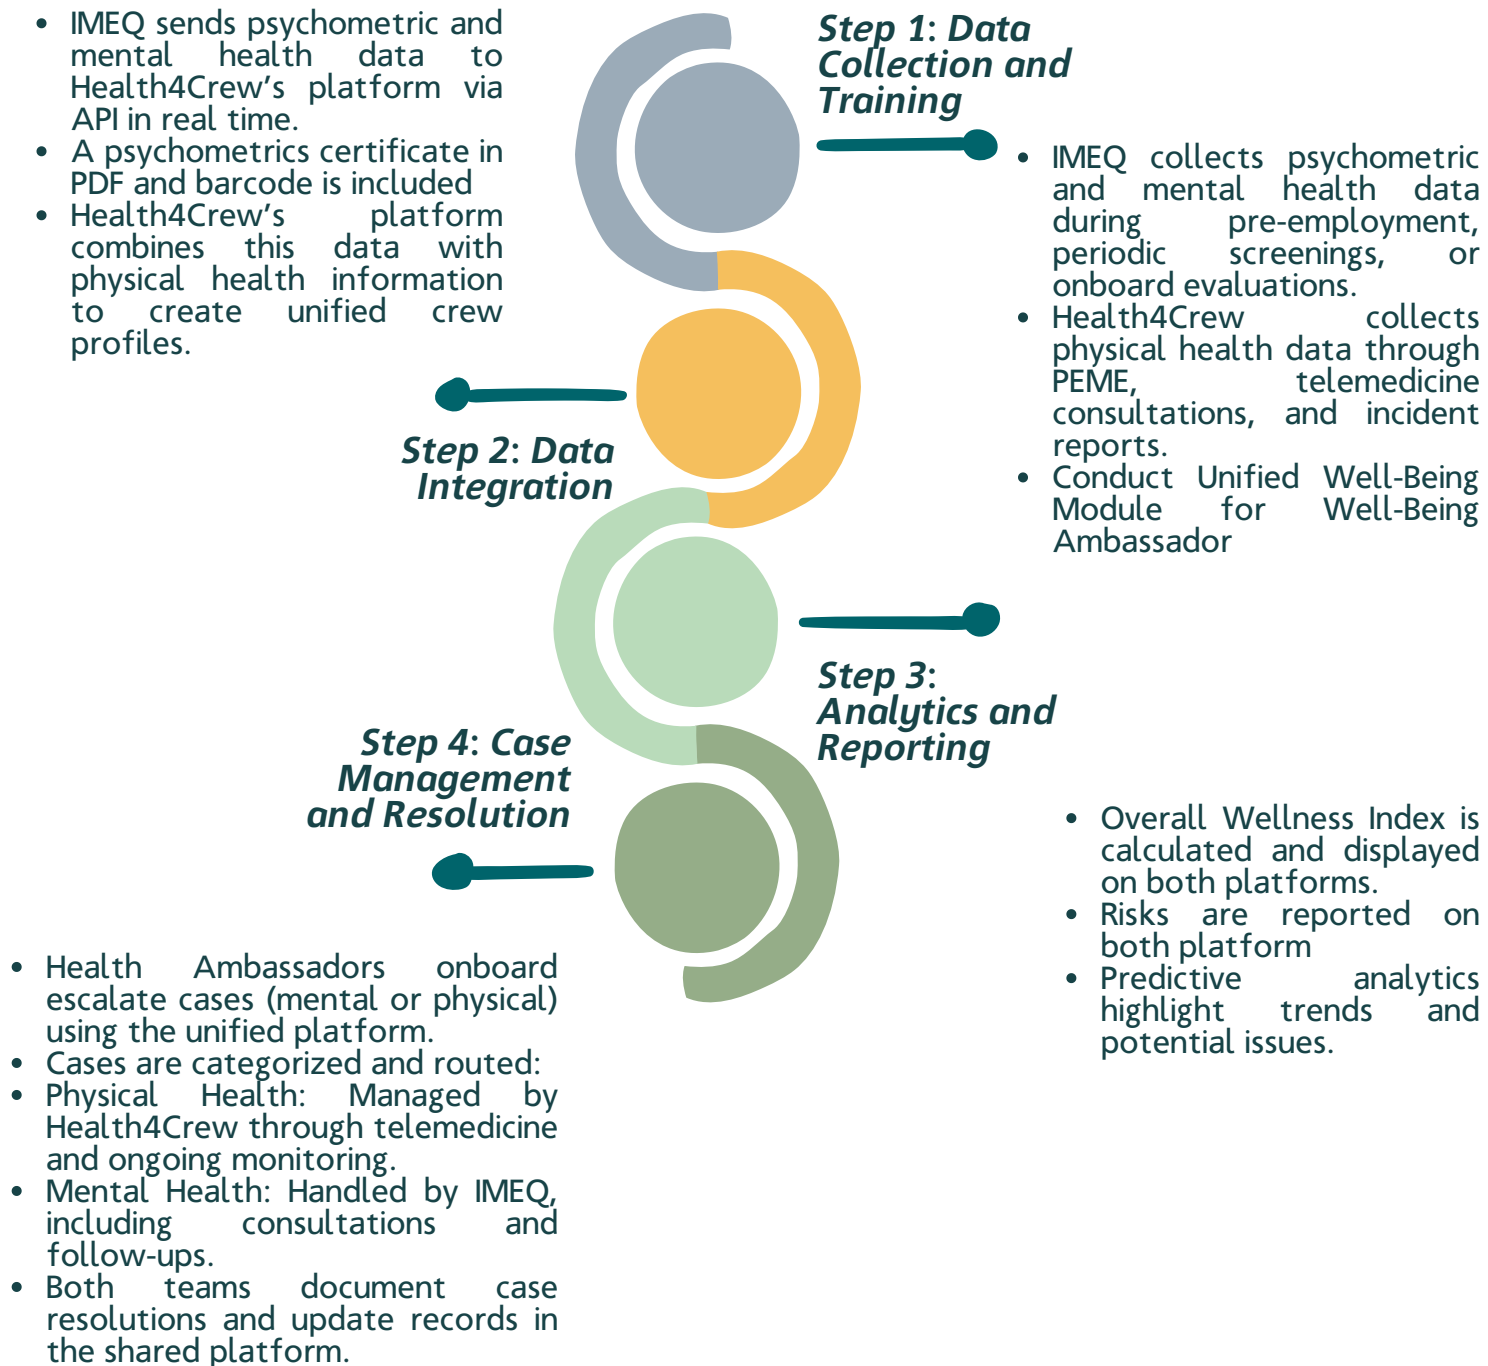 Step 1: Data
Collection and
Training
• IMEQ collects psychometric
and mental health data
during pre-employment,
periodic screenings, or
onboard evaluations.
• Health4Crew collects
physical health data through
PEME, telemedicine
consultations, and incident
reports.
• Conduct Unified Well-Being
Module for Well-Being
Ambassador
• IMEQ sends psychometric and
mental health data to
Health4Crew's platform via
API in real time.
• A psychometrics certificate in
PDF and barcode is included
• Health4Crew's platform
combines this data with
physical health information
to create unified crew
profiles.
Step 2: Data
Integration
Step 3:
Analytics and
Reporting
• Overall Wellness Index is
calculated and displayed
on both platforms.
• Risks are reported on
both platform
• Predictive analytics
highlight trends and
potential issues.
Step 4: Case
Management
and Resolution
• Health Ambassadors onboard
escalate cases (mental or physical)
using the unified platform.
• Cases are categorized and routed:
• Physical Health: Managed by
Health4Crew through telemedicine
and ongoing monitoring.
• Mental Health: Handled by IMEQ,
including consultations and
follow-ups.
• Both teams document case
resolutions and update records in
the shared platform.